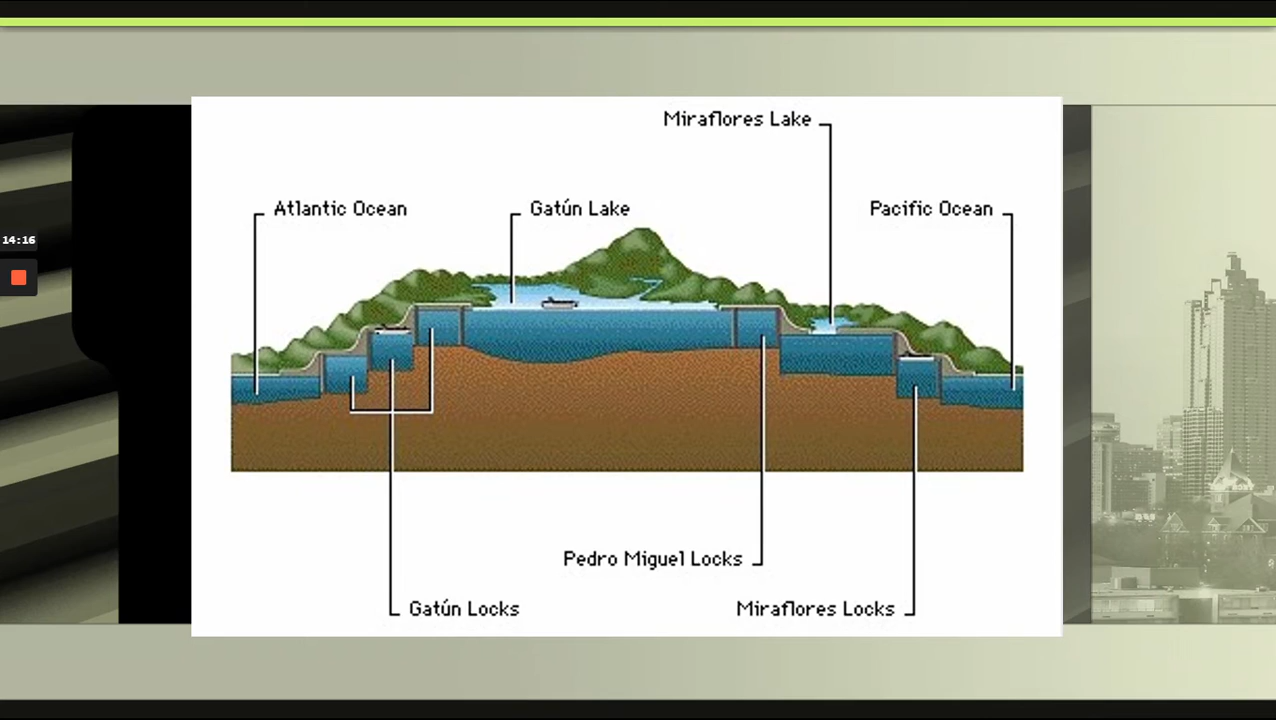 Miraflores Lake
Atlantic Ocean
Gatún Lake
Pacific Ocean
14:16
Pedro Miguel Locks
Gatún Locks
Miraflores Locks